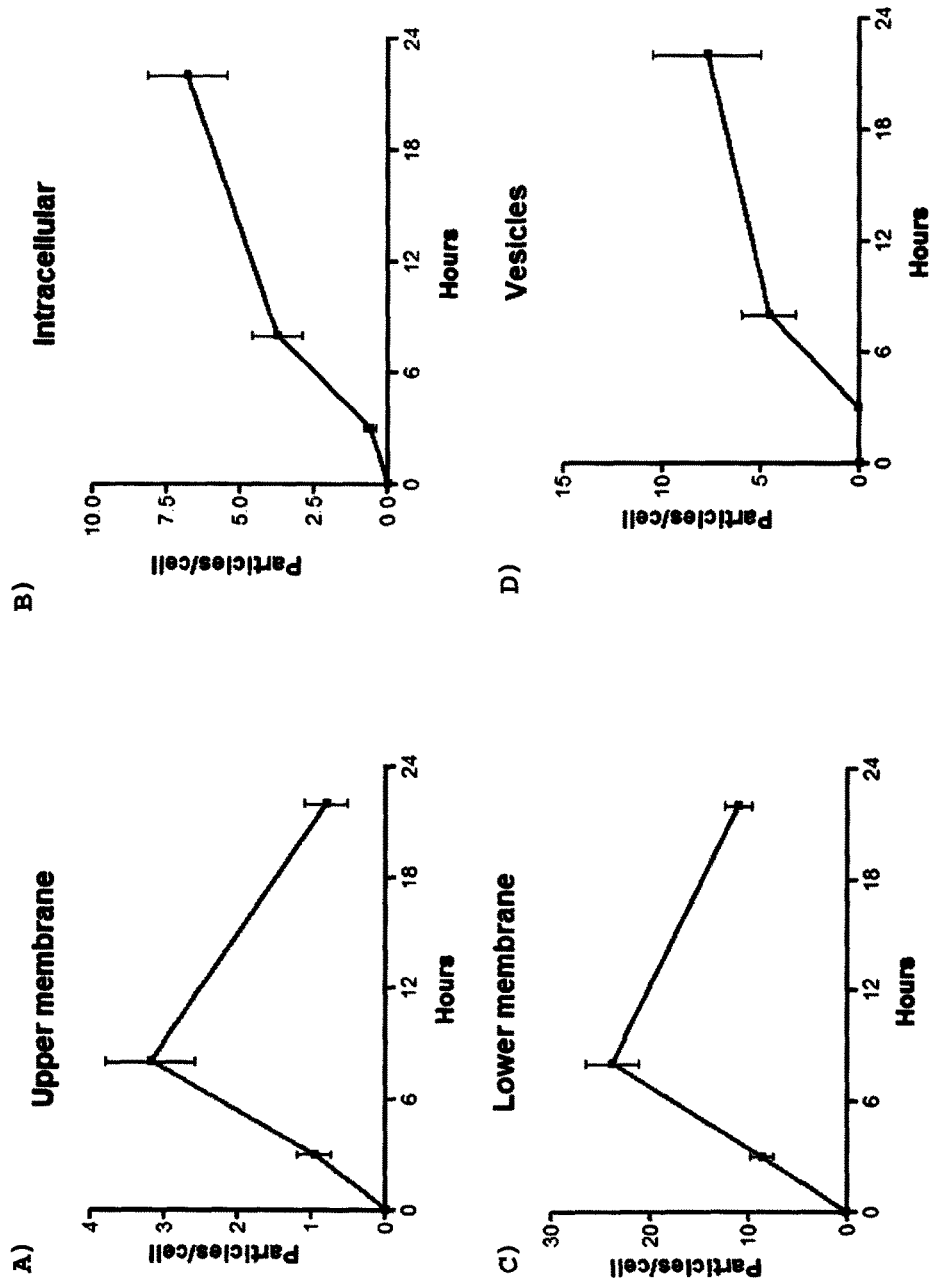 A)
Upper membrane
Particles/cell
4
3
2
1
0
0
6
12
18
24
Hours
B)
Intracellular
Particles/cell
10.0
7.5
5.0
2.5
0.0
0
6
12
18
24
Hours
C)
Lower membrane
Particles/cell
30
20
10
0
0
6
12
18
24
Hours
D)
Vesicles
Particles/cell
15
10
5
0
0
6
12
18
24
Hours